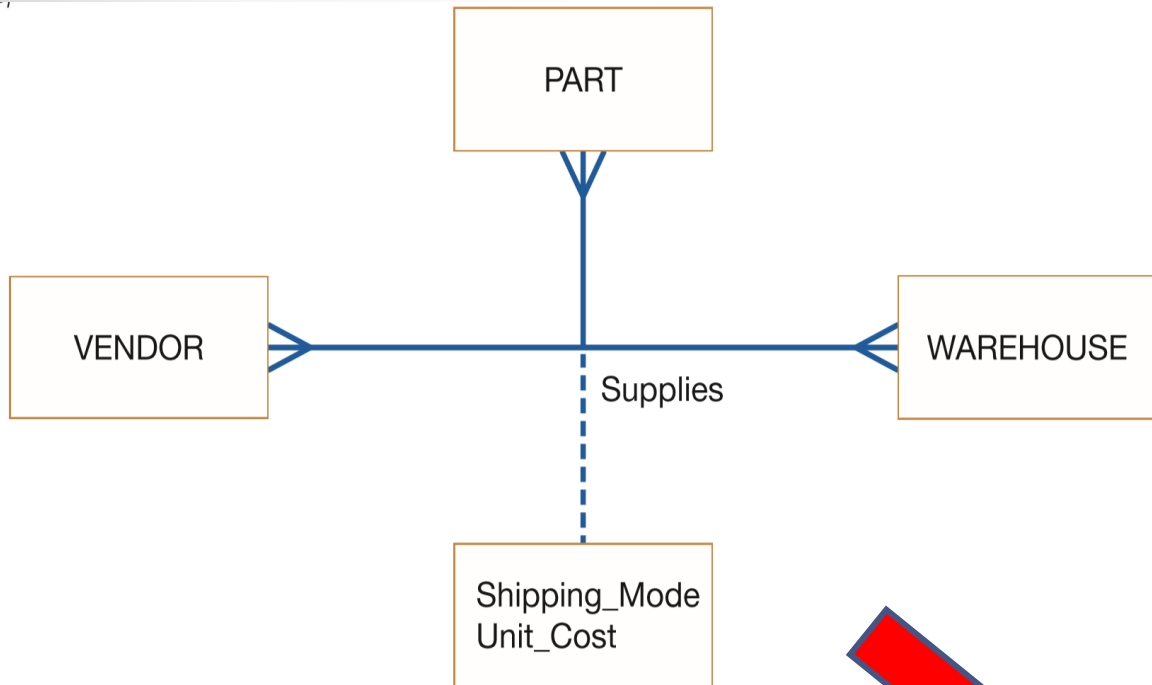 PART
VENDOR
WAREHOUSE
Supplies
Shipping_Mode
Unit_Cost